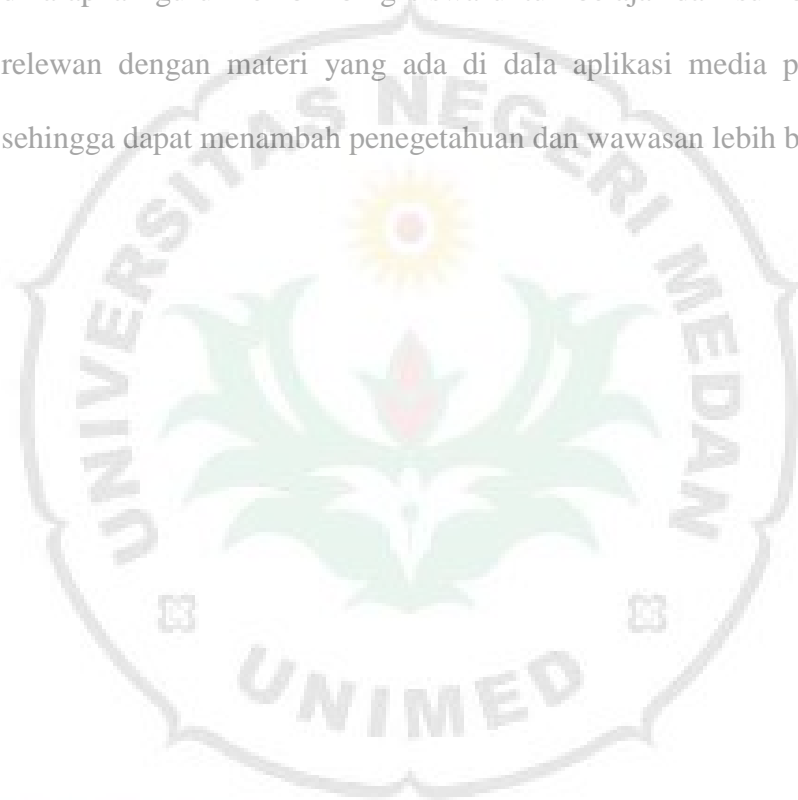 relewan dengan materi yang ada di dala aplikasi media p
sehingga dapat menambah penegetahuan dan wawasan lebih b
UNIVERSITAS NEGERI MEDAN
UNIMED